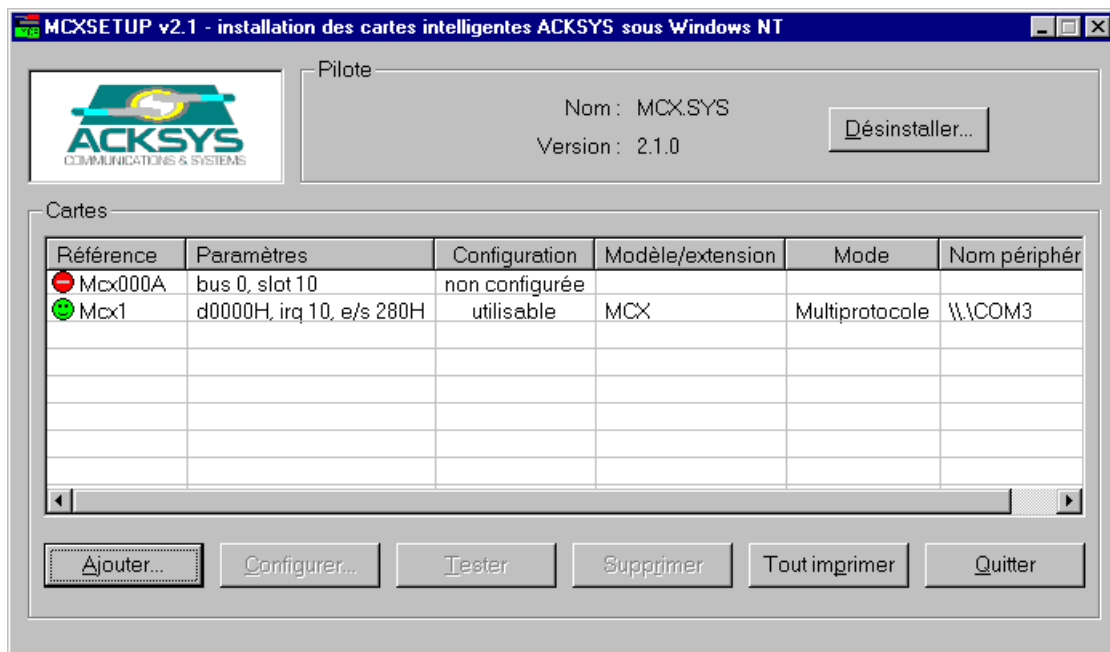 MCXSETUP v2.1 - installation des cartes intelligentes ACKSYS sous Windows NT
ACKSYS
COMMUNICATIONS & SYSTEMS
Pilote
Nom : MCX.SYS
Version : 2.1.0
Désinstaller...
Cartes
Référence Paramètres Configuration Modèle/extension Mode Nom périphér
Mcx000A bus 0, slot 10 non configurée
Mcx1 d0000H, irq 10, e/s 280H utilisable MCX Multiprotocole \\.\COM3
Ajouter... Configurer... Tester Supprimer Tout imprimer Quitter